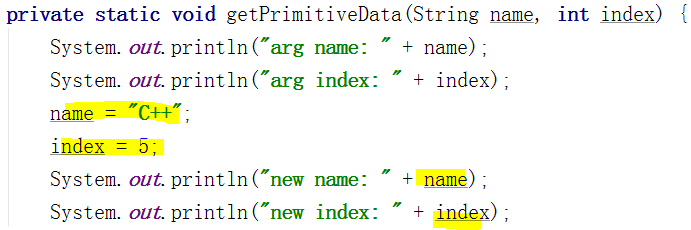 private static void getPrimitiveData(String name, int index) {
System.out.println("arg name: " + name);
System.out.println("arg index: " + index);
name = "C++";
index = 5;
System.out.println("new name: " + name);
System.out.println("new index: " + index);